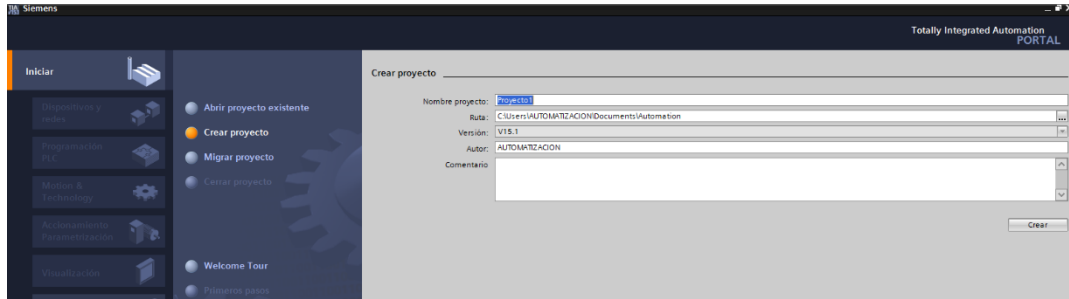 Siemens
Totally Integrated Automation
PORTAL
Iniciar
Dispositivos y
redes
Programación
PLC
Motion &
Technology
Accionamiento
Parametrización
Visualización
Abrir proyecto existente
Crear proyecto
Migrar proyecto
Cerrar proyecto
Welcome Tour
Primeros pasos
Crear proyecto
Nombre proyecto: Proyecto1
Ruta: C:\Users\AUTOMATIZACION\Documents\Automation
...
Versión: V15.1
Autor: AUTOMATIZACION
Comentario
Crear